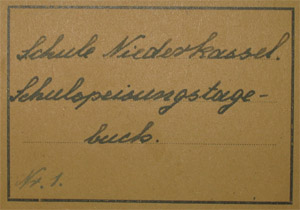 Schule Niederkassel.
Schulspeisungstage-
buch.
Nr. 1.